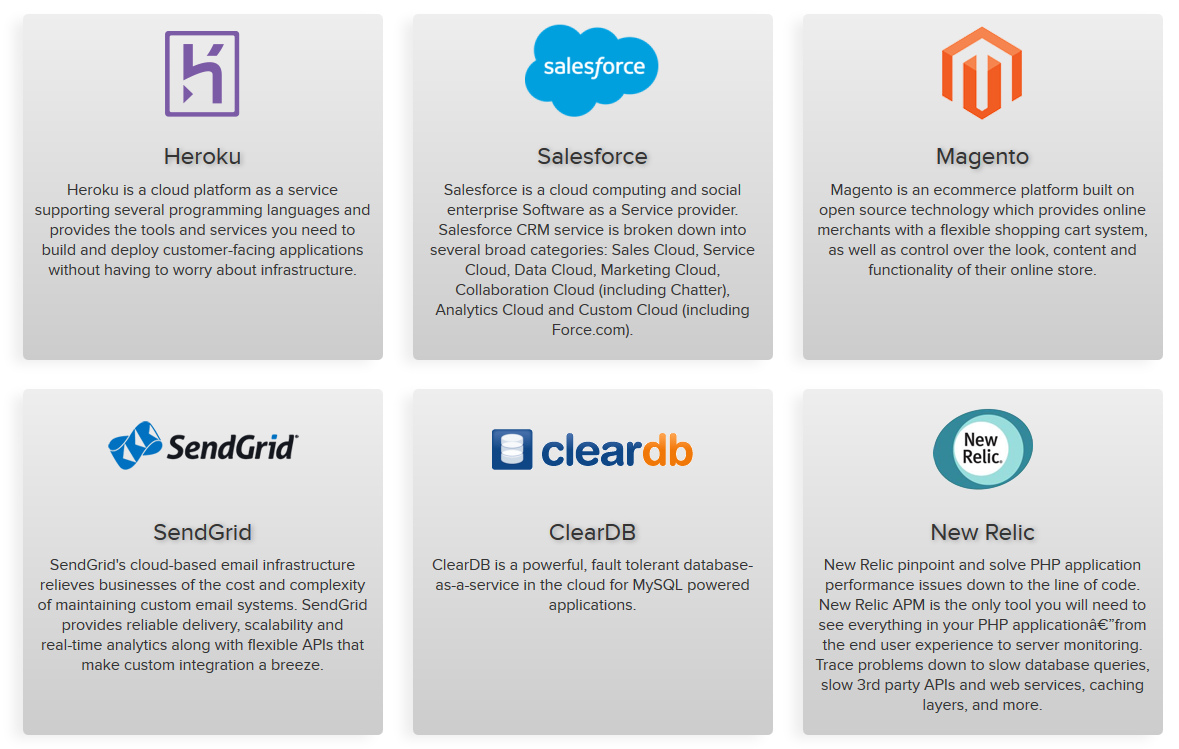 salesforce
Heroku
Heroku is a cloud platform as a service
supporting several programming languages and
provides the tools and services you need to
build and deploy customer-facing applications
without having to worry about infrastructure.
Salesforce
Salesforce is a cloud computing and social
enterprise Software as a Service provider.
Salesforce CRM service is broken down into
several broad categories: Sales Cloud, Service
Cloud, Data Cloud, Marketing Cloud,
Collaboration Cloud (including Chatter),
Analytics Cloud and Custom Cloud (including
Force.com).
Magento
Magento is an ecommerce platform built on
open source technology which provides online
merchants with a flexible shopping cart system,
as well as control over the look, content and
functionality of their online store.
SendGrid
SendGrid
SendGrid's cloud-based email infrastructure
relieves businesses of the cost and complexity
of maintaining custom email systems. SendGrid
provides reliable delivery, scalability and
real-time analytics along with flexible APIs that
make custom integration a breeze.
cleardb
ClearDB
ClearDB is a powerful, fault tolerant database-
as-a-service in the cloud for MySQL powered
applications.
New
Relic.
New Relic
New Relic pinpoint and solve PHP application
performance issues down to the line of code.
New Relic APM is the only tool you will need to
see everything in your PHP applicationâ€”from
the end user experience to server monitoring.
Trace problems down to slow database queries,
slow 3rd party APIs and web services, caching
layers, and more.